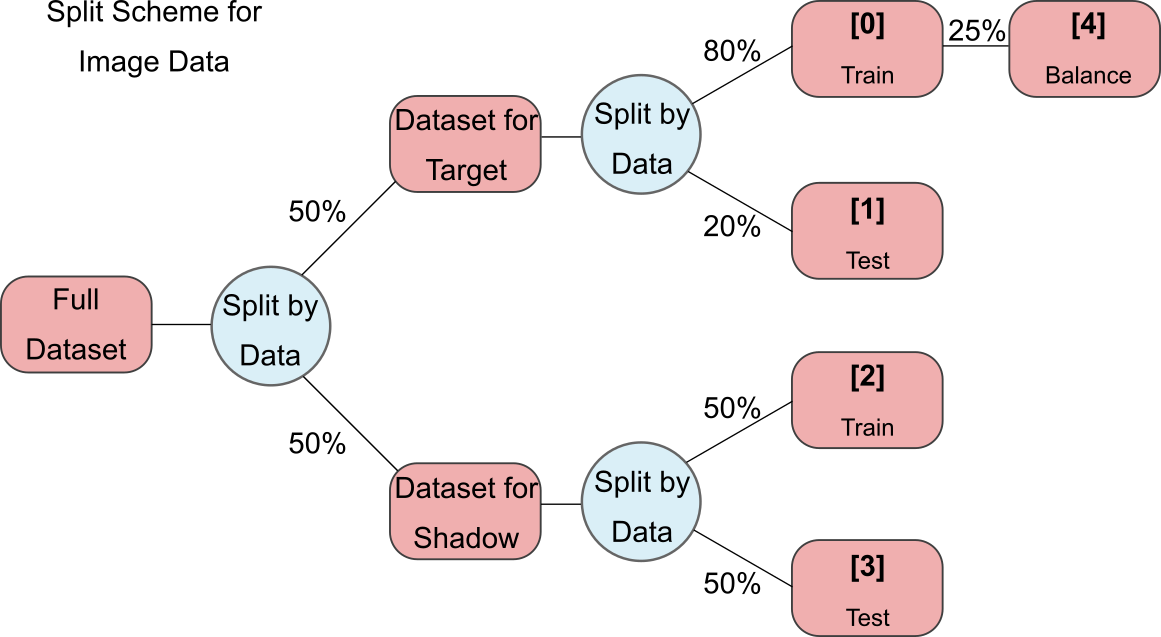 Split Scheme for
Image Data
Full
Dataset
Split by
Data
50%
50%
Dataset for
Target
Split by
Data
80%
20%
[0]
Train
25%
[4]
Balance
[1]
Test
Dataset for
Shadow
Split by
Data
50%
50%
[2]
Train
[3]
Test